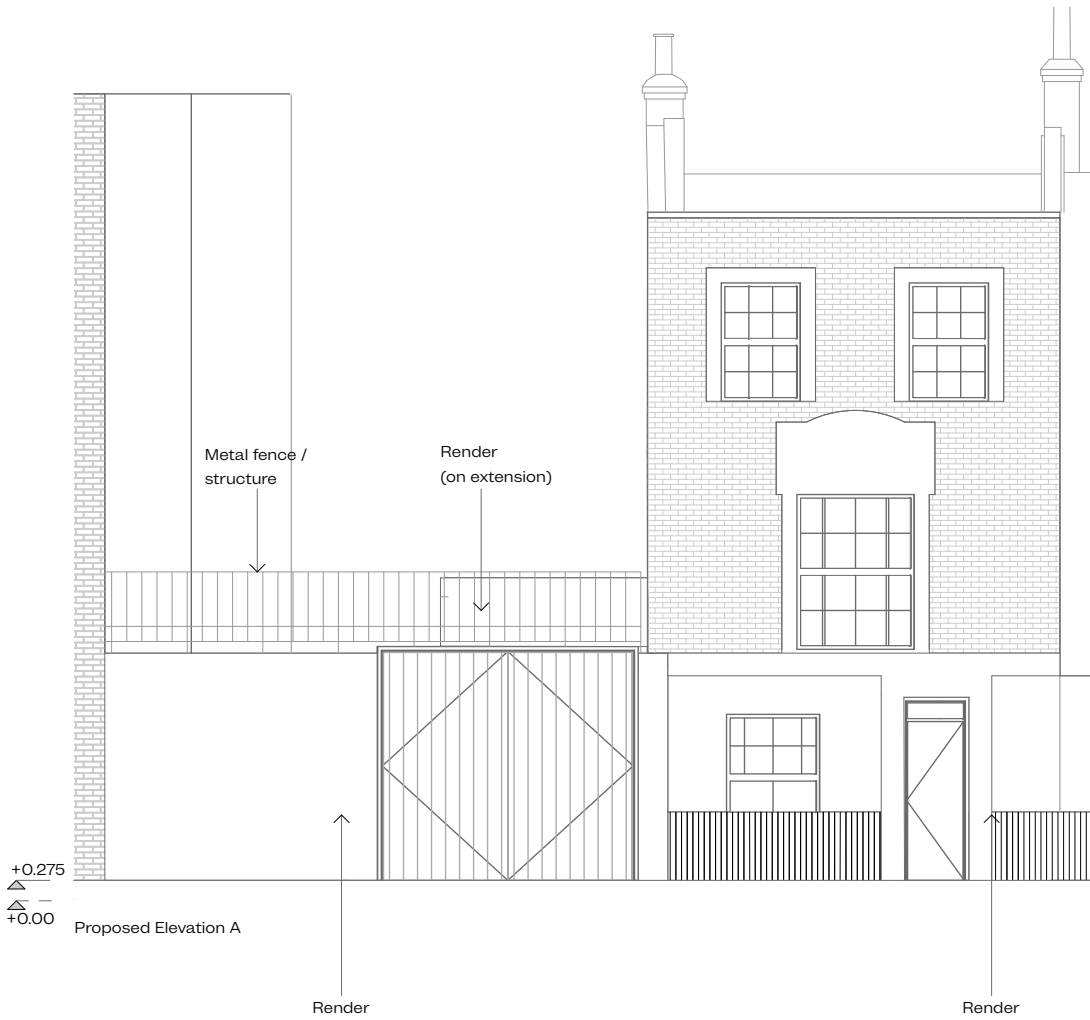 Metal fence /
structure
Render
(on extension)
+0.275
+0.00
Proposed Elevation A
Render
Render